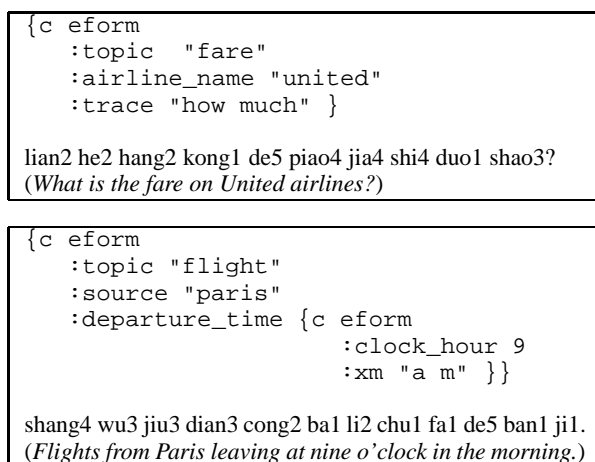 {c eform
:topic "fare"
:airline_name "united"
:trace "how much" }
lian2 he2 hang2 kong1 de5 piao4 jia4 shi4 duo1 shao3?
(What is the fare on United airlines?)
{c eform
:topic "flight"
:source "paris"
:departure_time {c eform
:clock_hour 9
:xm "a m" }}
shang4 wu3 jiu3 dian3 cong2 ba1 li2 chu1 fa1 de5 ban1 ji1.
(Flights from Paris leaving at nine o'clock in the morning.)